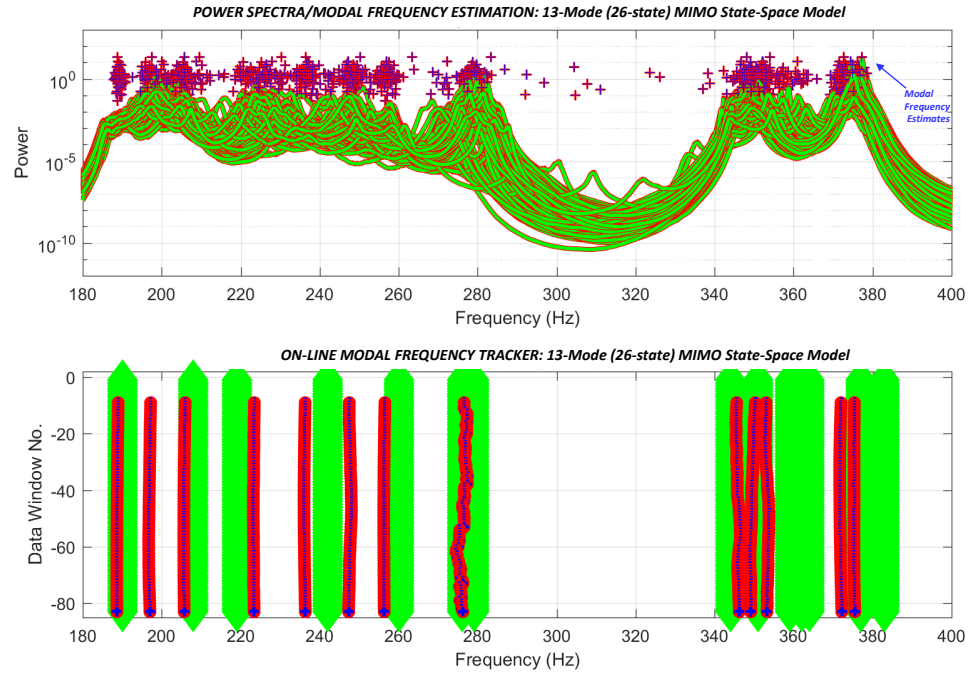 POWER SPECTRA/MODAL FREQUENCY ESTIMATION: 13-Mode (26-state) MIMO State-Space Model
10^0
10^-5
10^-10
Power
Modal
Frequency
Estimates
180 200 220 240 260 280 300 320 340 360 380 400
Frequency (Hz)
ON-LINE MODAL FREQUENCY TRACKER: 13-Mode (26-state) MIMO State-Space Model
0
-20
-40
-60
-80
Data Window No.
180 200 220 240 260 280 300 320 340 360 380 400
Frequency (Hz)